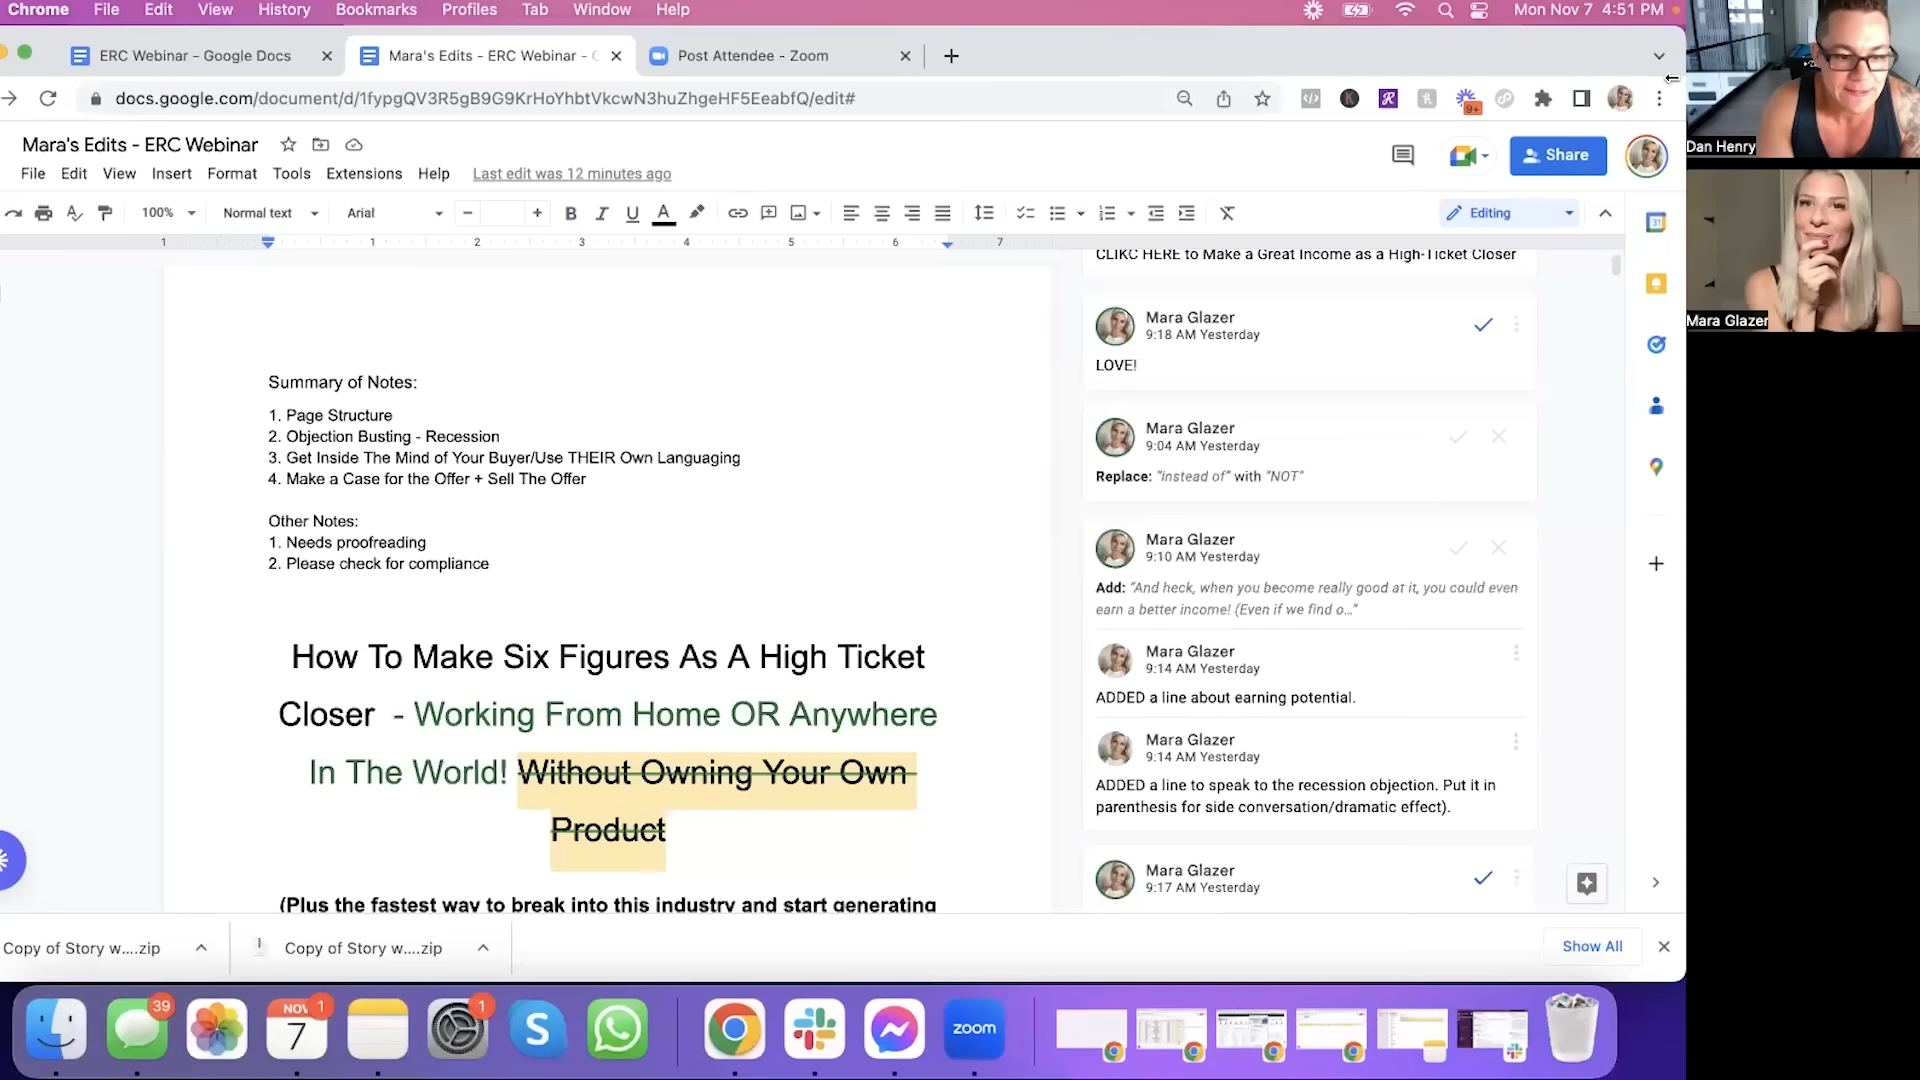 Chrome File Edit View History Bookmarks Profiles Tab Window Help Mon Nov 7 4:51 PM
ERC Webinar - Google Docs Mara's Edits - ERC Webinar - Post Attendee - Zoom
docs.google.com/document/d/1fypgQV3R5gB9G9KrHoYhbtVkcwN3huZhgeHF5EeabfQ/edit#
9+
Mara's Edits - ERC Webinar
Share
File Edit View Insert Format Tools Extensions Help Last edit was 12 minutes ago
100% Normal text Arial B I U A Editing
1 1 2 3 4 5 6 7
Summary of Notes:
1. Page Structure
2. Objection Busting - Recession
3. Get Inside The Mind of Your Buyer/Use THEIR Own Languaging
4. Make a Case for the Offer + Sell The Offer
Other Notes:
1. Needs proofreading
2. Please check for compliance
How To Make Six Figures As A High Ticket
Closer - Working From Home OR Anywhere
In The World! Without Owning Your Own
Product
(Plus the fastest way to break into this industry and start generating
CLIKC HERE to Make a Great Income as a High-Ticket Closer
Mara Glazer
9:18 AM Yesterday
LOVE!
Mara Glazer
9:04 AM Yesterday
Replace: "instead of" with "NOT"
Mara Glazer
9:10 AM Yesterday
Add: "And heck, when you become really good at it, you could even
earn a better income! (Even if we find o..."
Mara Glazer
9:14 AM Yesterday
ADDED a line about earning potential.
Mara Glazer
9:14 AM Yesterday
ADDED a line to speak to the recession objection. Put it in
parenthesis for side conversation/dramatic effect).
Mara Glazer
9:17 AM Yesterday
31
Dan Henry
Mara Glazer
Copy of Story w....zip Copy of Story w....zip Show All
39 NOV 7 1 1 S zoom